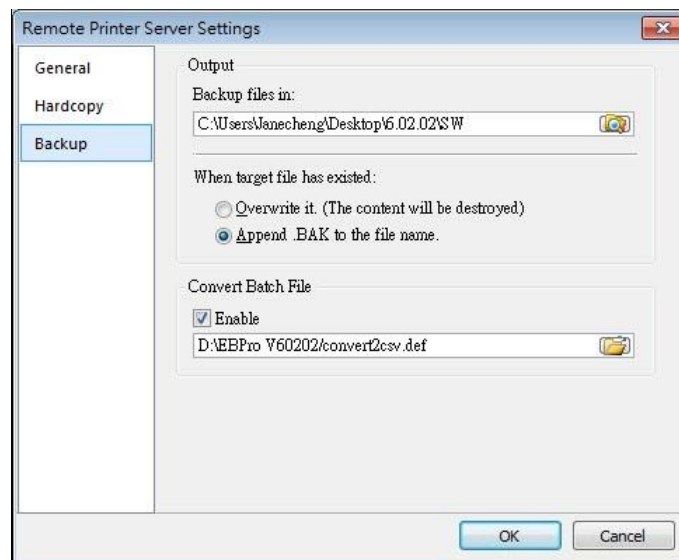 Remote Printer Server Settings
General
Hardcopy
Backup
Output
Backup files in:
C:\Users\Janecheng\Desktop\6.02.02\SW
When target file has existed:
Overwrite it. (The content will be destroyed)
Append .BAK to the file name.
Convert Batch File
Enable
D:\EBPro V60202/convert2csv.def
OK
Cancel